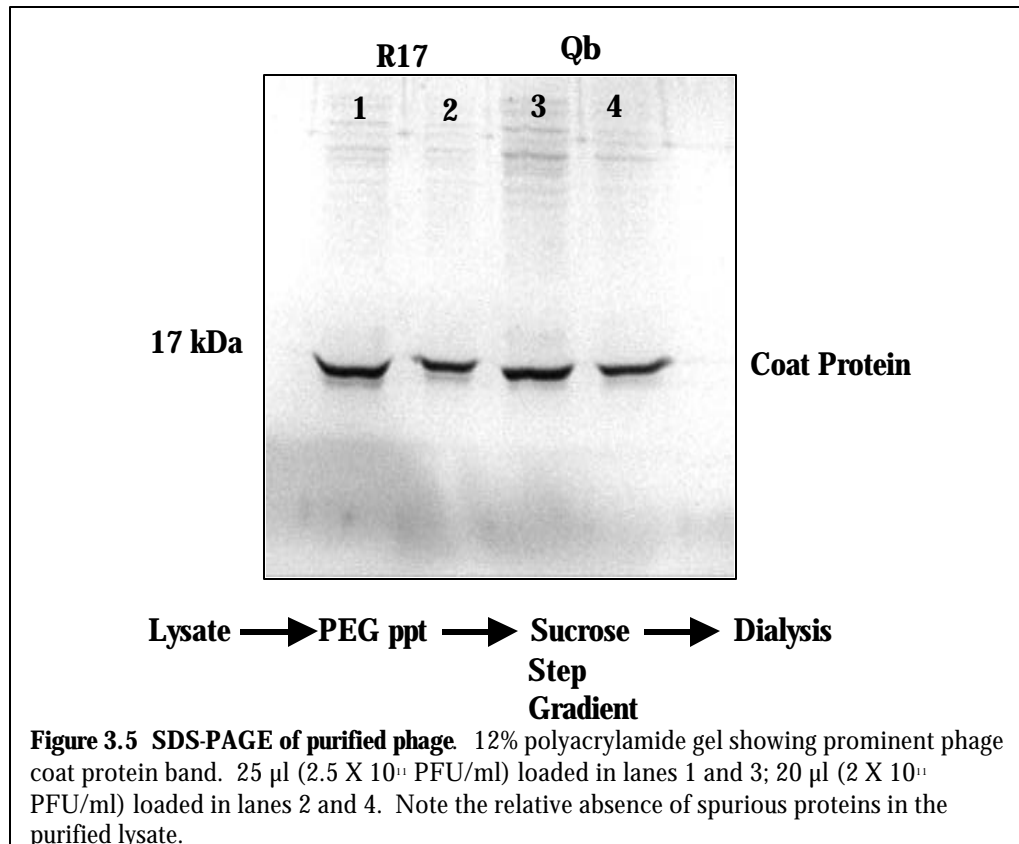 R17 Qb
1 2 3 4
17 kDa
Coat Protein
Lysate PEG ppt Sucrose Dialysis
Step
Gradient
Figure 3.5 SDS-PAGE of purified phage. 12% polyacrylamide gel showing prominent phage
coat protein band. 25 µl (2.5 X 10¹¹ PFU/ml) loaded in lanes 1 and 3; 20 µl (2 X 10¹¹
PFU/ml) loaded in lanes 2 and 4. Note the relative absence of spurious proteins in the
purified lysate.